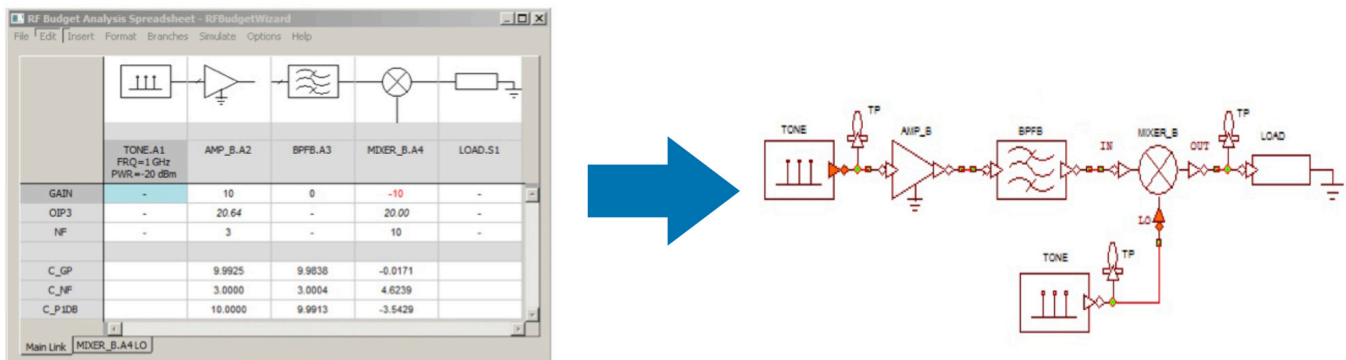 RF Budget Analysis Spreadsheet - RFBudgetWizard
File Edit Insert Format Branches Simulate Options Help
TONE.A1 AMP_B.A2 BPFB.A3 MIXER_B.A4 LOAD.S1
FRQ=1 GHz
PWR=-20 dBm
GAIN - 10 0 -10 -
OIP3 - 20.64 - 20.00 -
NF - 3 - 10 -
C_GP 9.9925 9.9838 -0.0171
C_NF 3.0000 3.0004 4.6239
C_P1DB 10.0000 9.9913 -3.5429
Main Link MIXER_B.A4 LO
TP TP
TONE AMP_B BPFB MIXER_B LOAD
IN OUT
LO
TONE TP